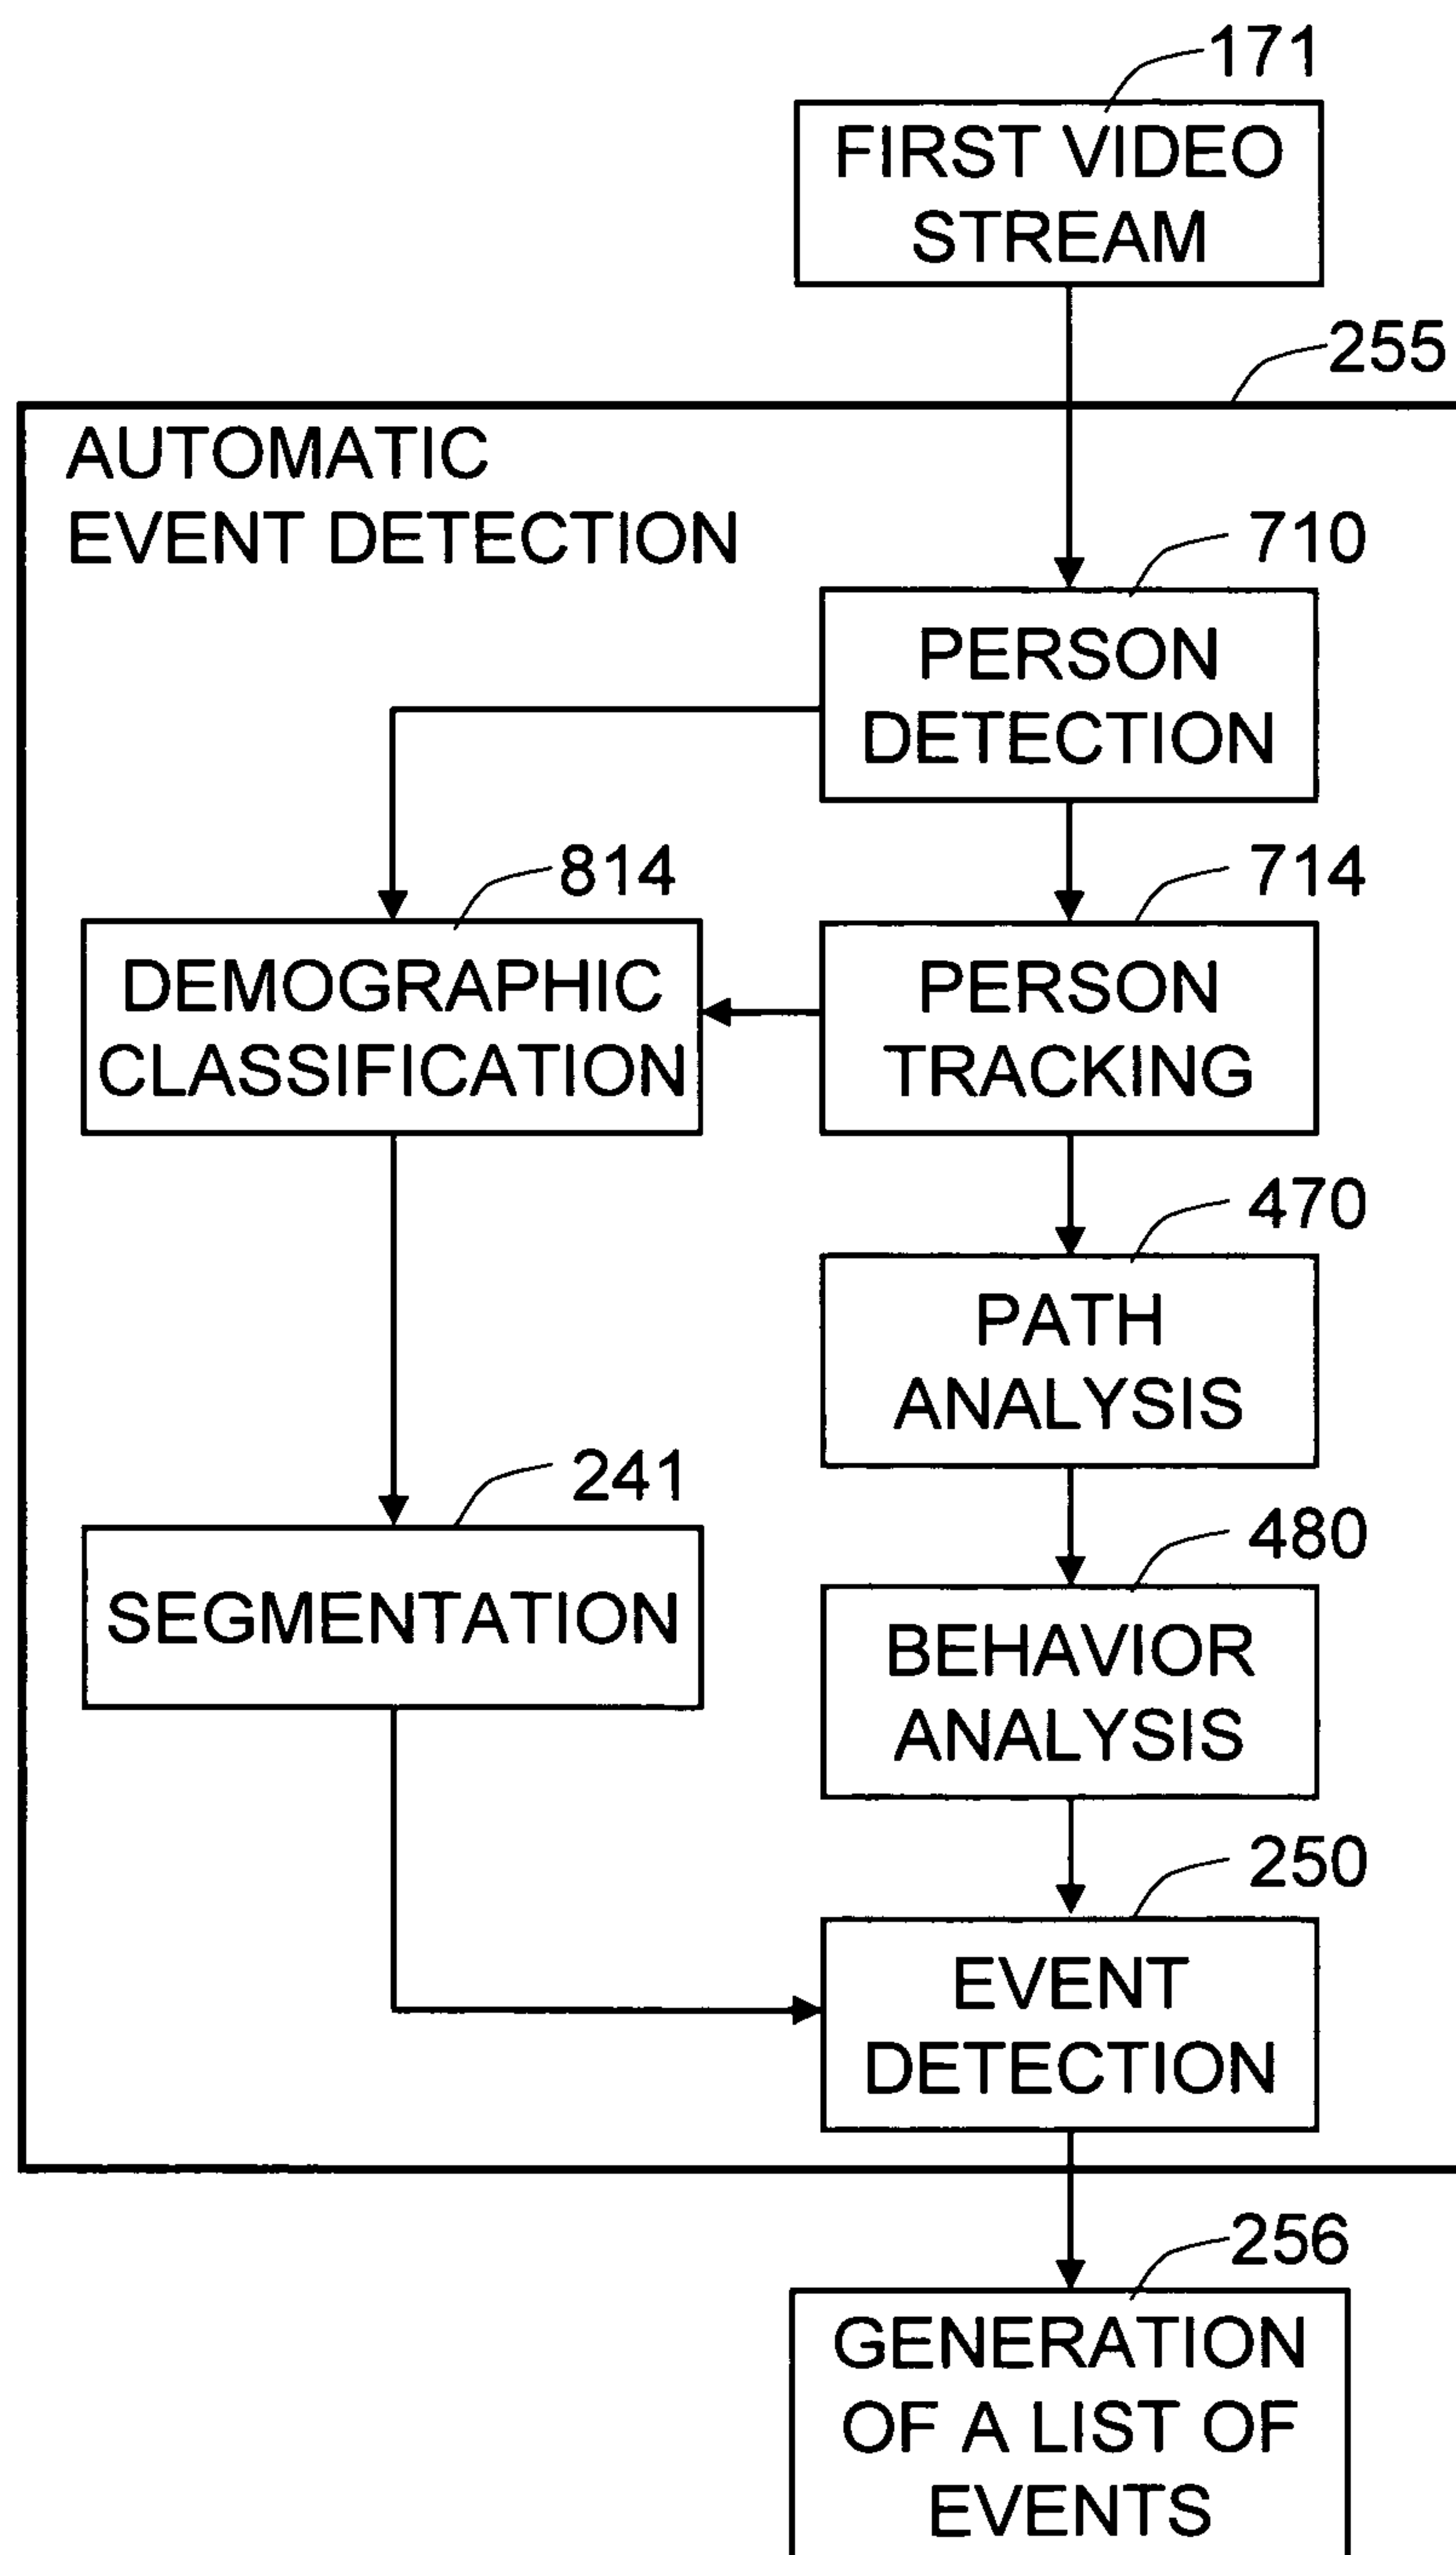 171
FIRST VIDEO
STREAM
255
AUTOMATIC
EVENT DETECTION
710
PERSON
DETECTION
814
DEMOGRAPHIC
CLASSIFICATION
714
PERSON
TRACKING
470
PATH
ANALYSIS
241
SEGMENTATION
480
BEHAVIOR
ANALYSIS
250
EVENT
DETECTION
256
GENERATION
OF A LIST OF
EVENTS